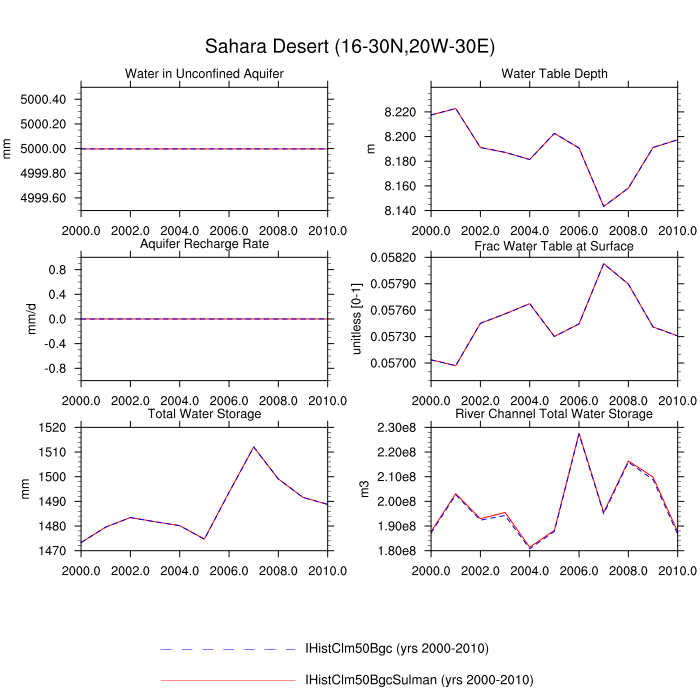 Sahara Desert (16-30N,20W-30E)
Water in Unconfined Aquifer
5000.40
5000.20
5000.00
4999.80
4999.60
mm
2000.0 2002.0 2004.0 2006.0 2008.0 2010.0
Water Table Depth
8.220
8.200
8.180
8.160
8.140
m
2000.0 2002.0 2004.0 2006.0 2008.0 2010.0
Aquifer Recharge Rate
0.8
0.4
0.0
-0.4
-0.8
mm/d
2000.0 2002.0 2004.0 2006.0 2008.0 2010.0
Frac Water Table at Surface
0.05820
0.05790
0.05760
0.05730
0.05700
unitless [0-1]
2000.0 2002.0 2004.0 2006.0 2008.0 2010.0
Total Water Storage
1520
1510
1500
1490
1480
1470
mm
2000.0 2002.0 2004.0 2006.0 2008.0 2010.0
River Channel Total Water Storage
2.30e8
2.20e8
2.10e8
2.00e8
1.90e8
1.80e8
m3
2000.0 2002.0 2004.0 2006.0 2008.0 2010.0
IHistClm50Bgc (yrs 2000-2010)
IHistClm50BgcSulman (yrs 2000-2010)